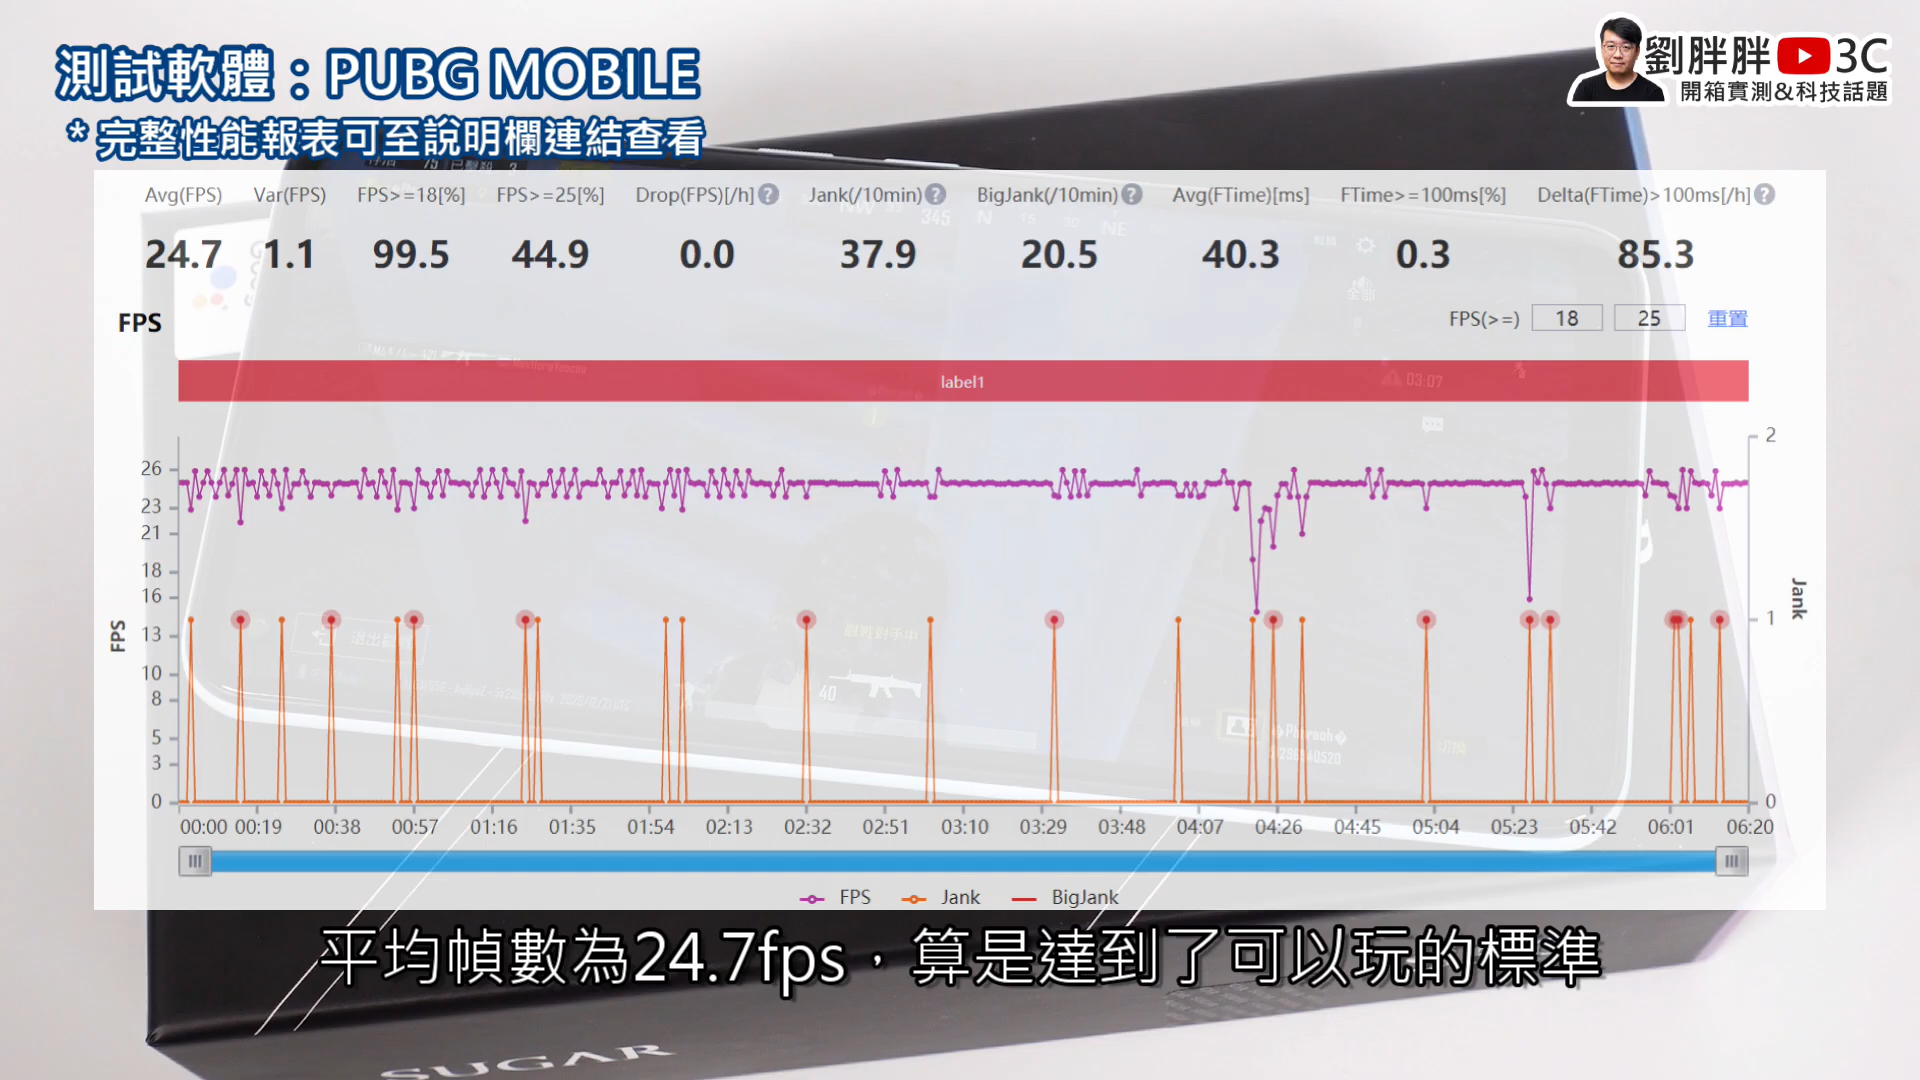 測試軟體：PUBG MOBILE
* 完整性能報表可至說明欄連結查看
劉胖胖 3C
開箱實測&科技話題
Avg(FPS) Var(FPS) FPS>=18[%] FPS>=25[%] Drop(FPS)[/h] Jank(/10min) BigJank(/10min) Avg(FTime)[ms] FTime>=100ms[%] Delta(FTime)>100ms[/h]
24.7 1.1 99.5 44.9 0.0 37.9 20.5 40.3 0.3 85.3
FPS
FPS(>=) 18 25 重置
label1
03:07
345 N 15 30 NE
26
23
21
18
16
13
10
8
5
3
0
FPS
2
1
0
Jank
40
00:00 00:19 00:38 00:57 01:16 01:35 01:54 02:13 02:32 02:51 03:10 03:29 03:48 04:07 04:26 04:45 05:04 05:23 05:42 06:01 06:20
FPS Jank BigJank
平均幀數為24.7fps，算是達到了可以玩的標準
SUGAR